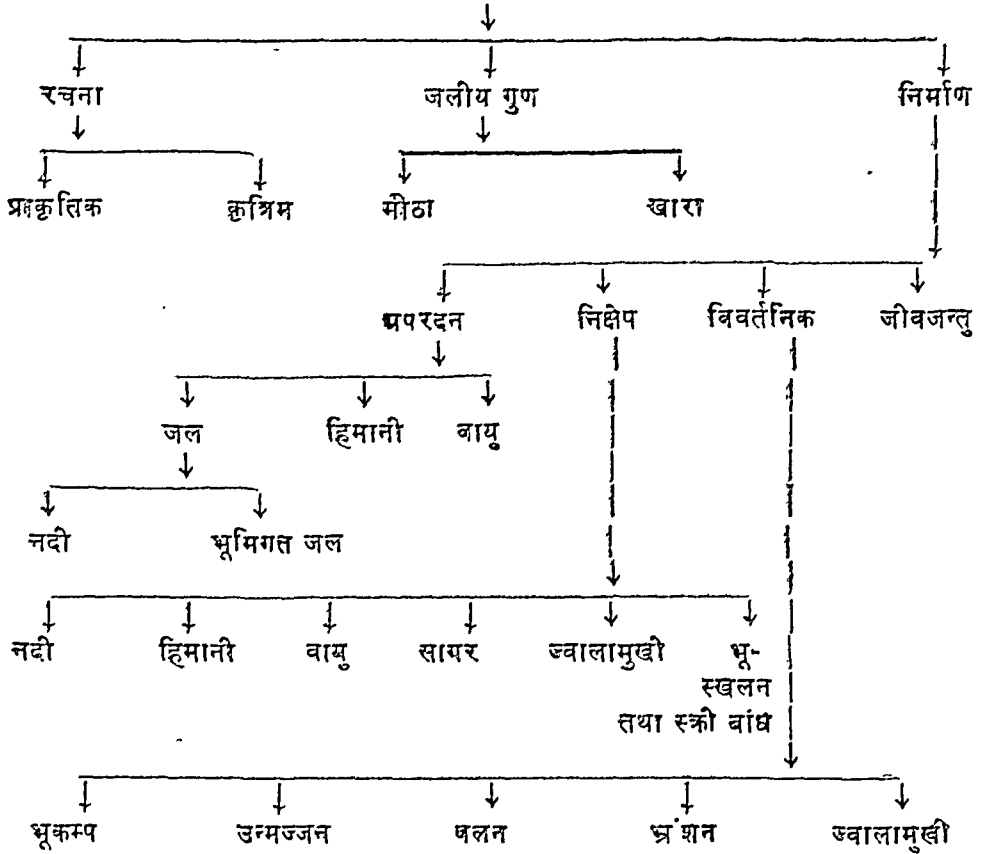 रचना जलीय गुण निर्माण
प्राकृतिक कृत्रिम मीठा खारा
अपरदन निक्षेप विवर्तनिक जीवजन्तु
जल हिमानी वायु
नदी भूमिगत जल
नदी हिमानी वायु सागर ज्वालामुखी भू-
स्खलन
तथा स्क्री बांध
भूकम्प उन्मज्जन वलन भ्रंशन ज्वालामुखी